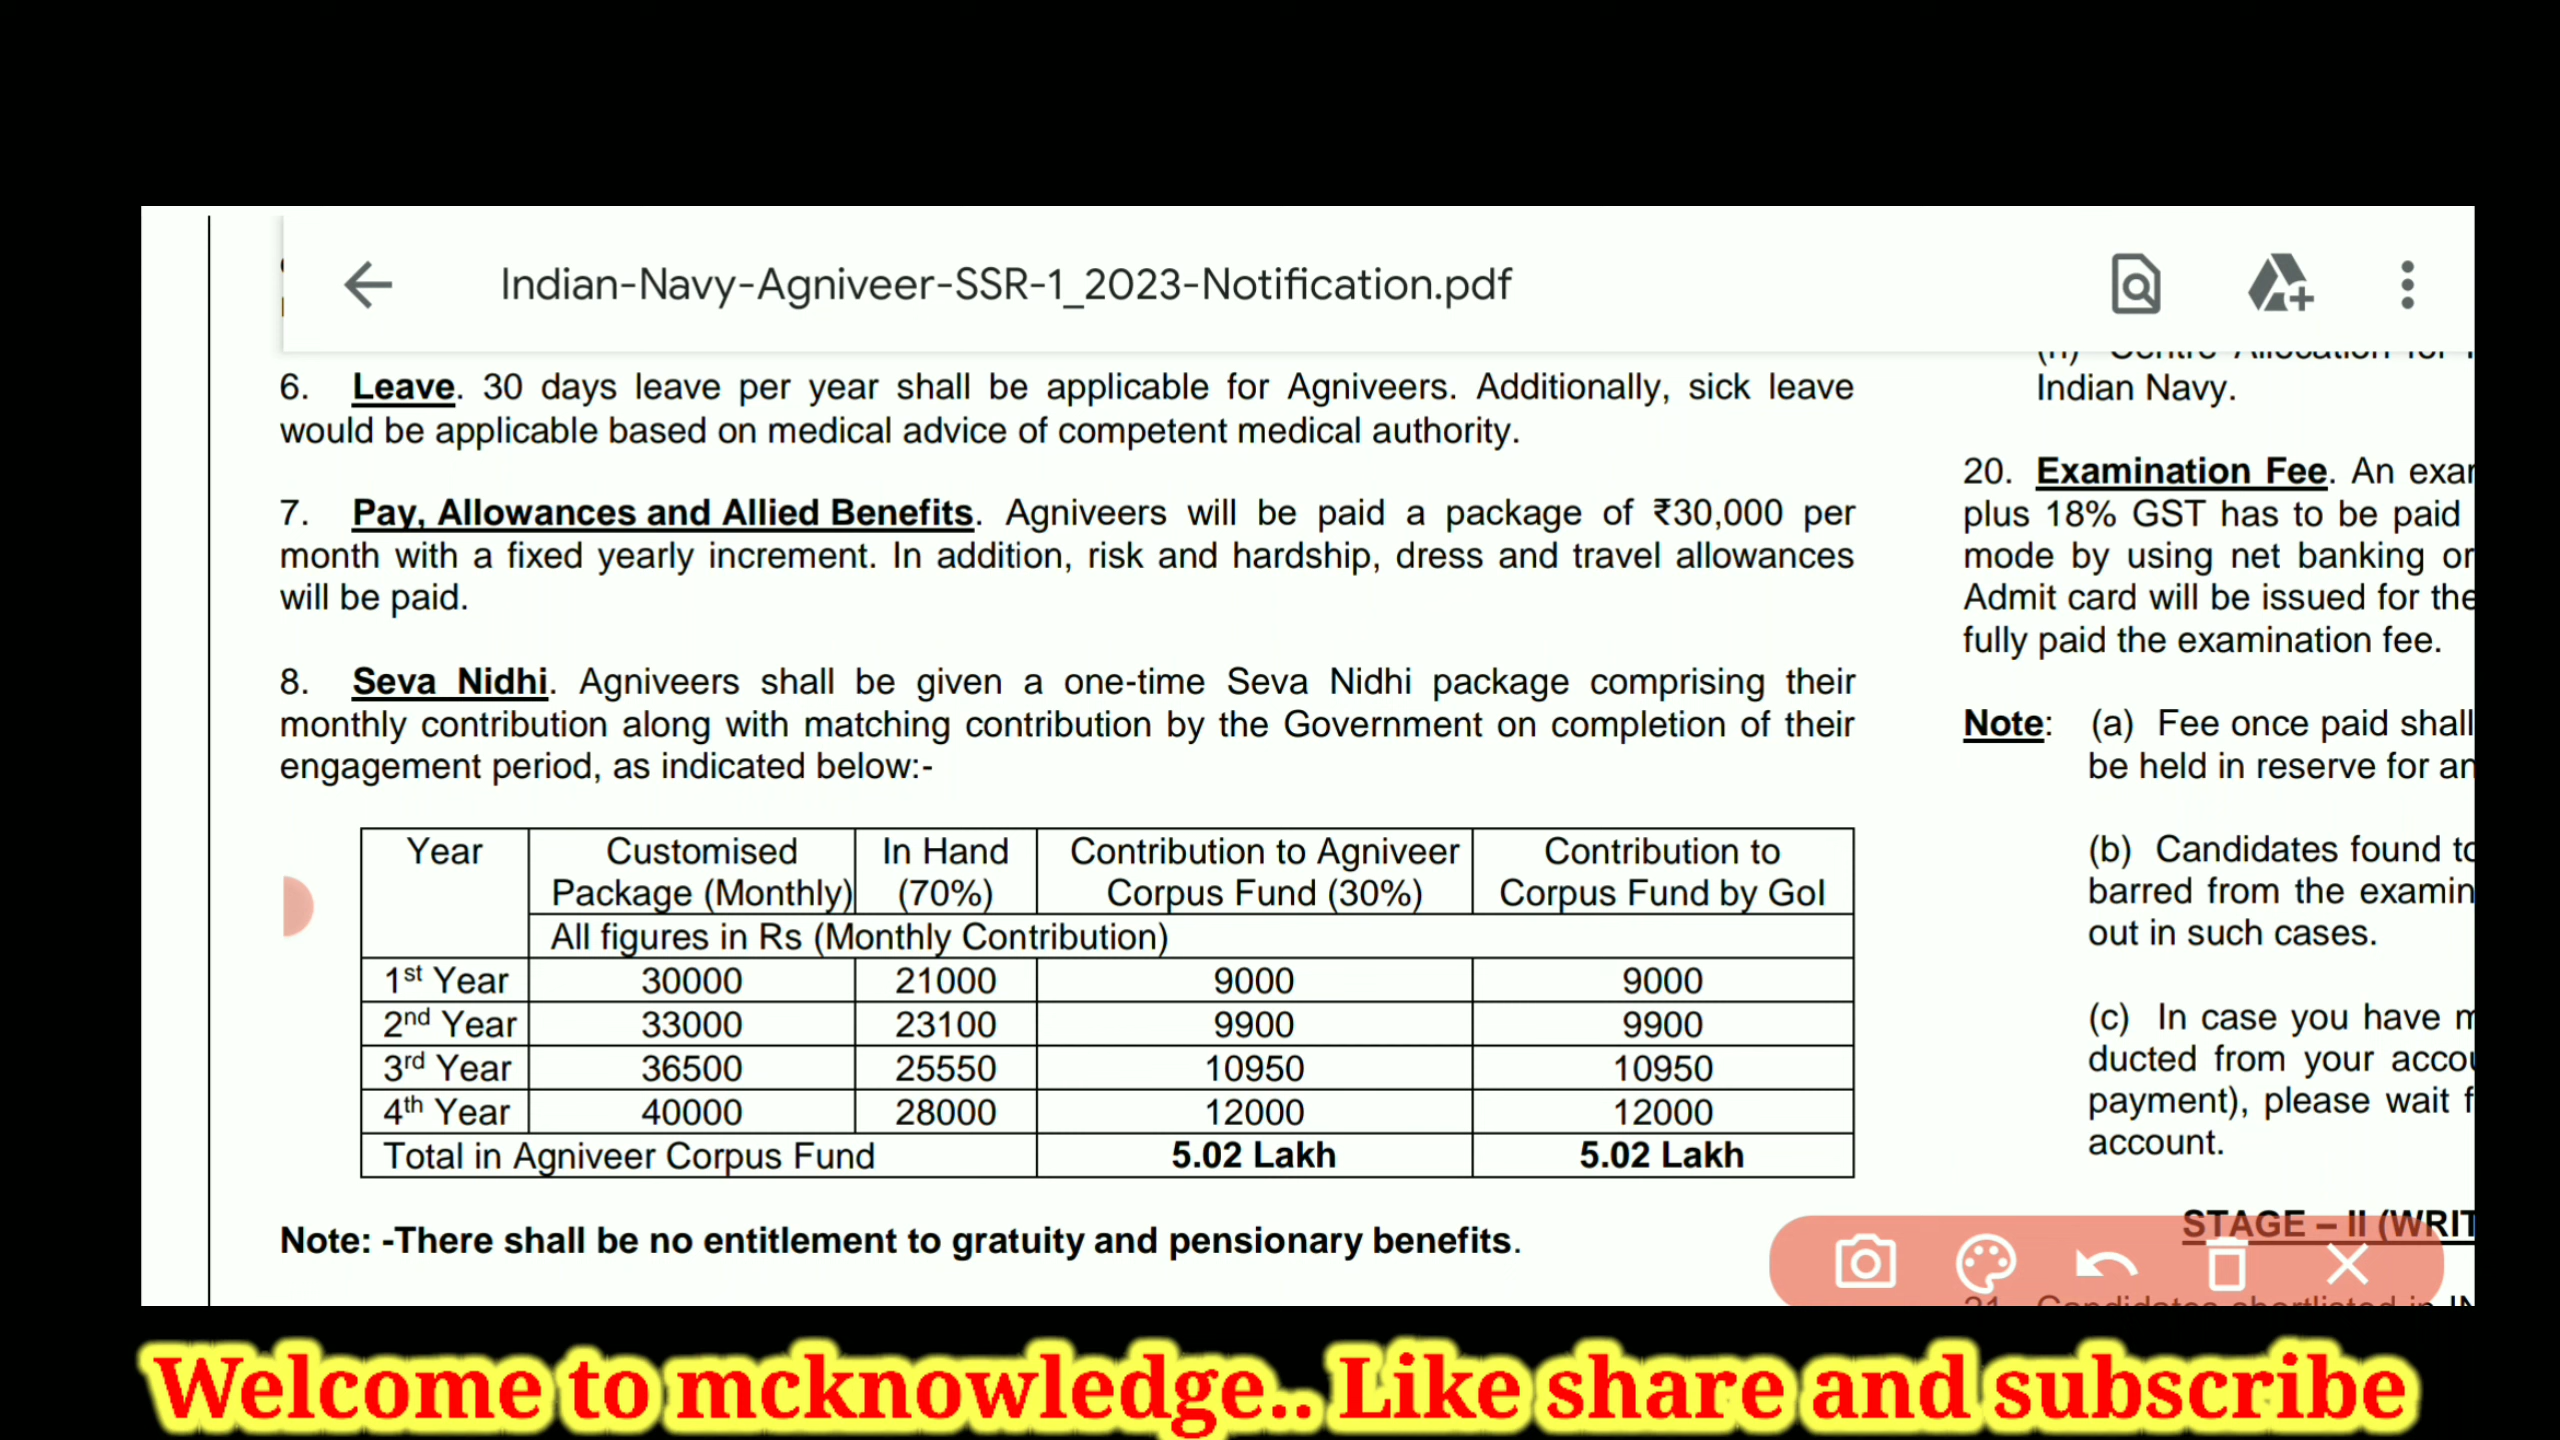 Indian-Navy-Agniveer-SSR-1_2023-Notification.pdf
6. Leave. 30 days leave per year shall be applicable for Agniveers. Additionally, sick leave
would be applicable based on medical advice of competent medical authority.
7. Pay, Allowances and Allied Benefits. Agniveers will be paid a package of ₹30,000 per
month with a fixed yearly increment. In addition, risk and hardship, dress and travel allowances
will be paid.
8. Seva Nidhi. Agniveers shall be given a one-time Seva Nidhi package comprising their
monthly contribution along with matching contribution by the Government on completion of their
engagement period, as indicated below:-
Year Customised In Hand Contribution to Agniveer Contribution to
Package (Monthly) (70%) Corpus Fund (30%) Corpus Fund by GoI
All figures in Rs (Monthly Contribution)
1st Year 30000 21000 9000 9000
2nd Year 33000 23100 9900 9900
3rd Year 36500 25550 10950 10950
4th Year 40000 28000 12000 12000
Total in Agniveer Corpus Fund 5.02 Lakh 5.02 Lakh
Note: -There shall be no entitlement to gratuity and pensionary benefits.
Indian Navy.
20. Examination Fee. An
plus 18% GST has to be paid
mode by using net banking or
Admit card will be issued for the
fully paid the examination fee.
Note: (a) Fee once paid shall
be held in reserve for
(b) Candidates found
barred from the
out in such cases.
(c) In case you have
ducted from your
payment), please wait
account.
STAGE – II
21. Candidates shortlisted in
Welcome to mcknowledge.. Like share and subscribe